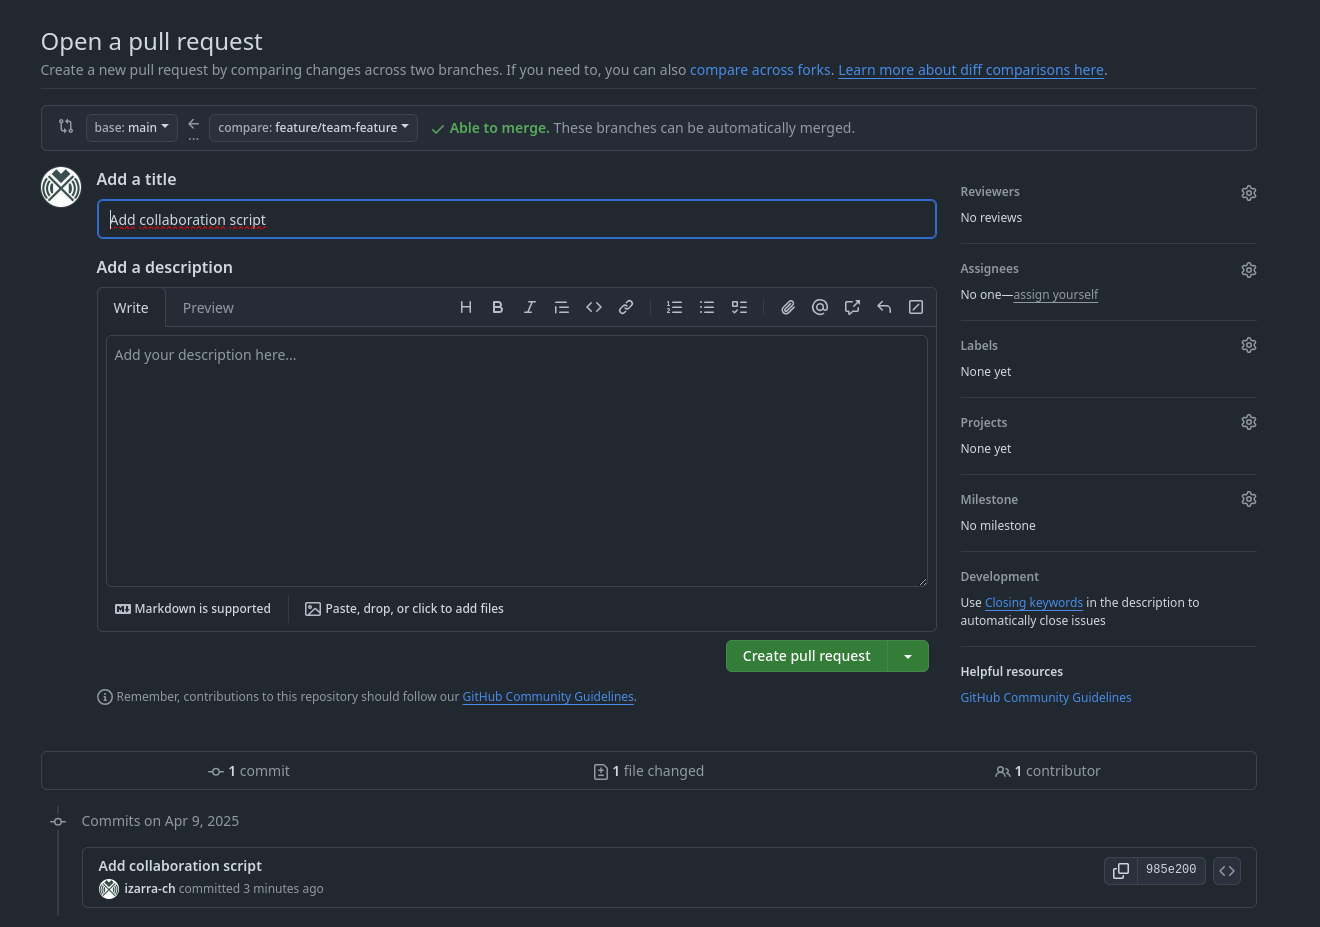 Open a pull request
Create a new pull request by comparing changes across two branches. If you need to, you can also compare across forks. Learn more about diff comparisons here.
base: main
...
compare: feature/team-feature
Able to merge. These branches can be automatically merged.
Add a title
Add collaboration script
Add a description
Write
Preview
Add your description here...
Markdown is supported
Paste, drop, or click to add files
Create pull request
Remember, contributions to this repository should follow our GitHub Community Guidelines.
Reviewers
No reviews
Assignees
No one—assign yourself
Labels
None yet
Projects
None yet
Milestone
No milestone
Development
Use Closing keywords in the description to
automatically close issues
Helpful resources
GitHub Community Guidelines
1 commit
1 file changed
1 contributor
Commits on Apr 9, 2025
Add collaboration script
izarra-ch committed 3 minutes ago
985e200